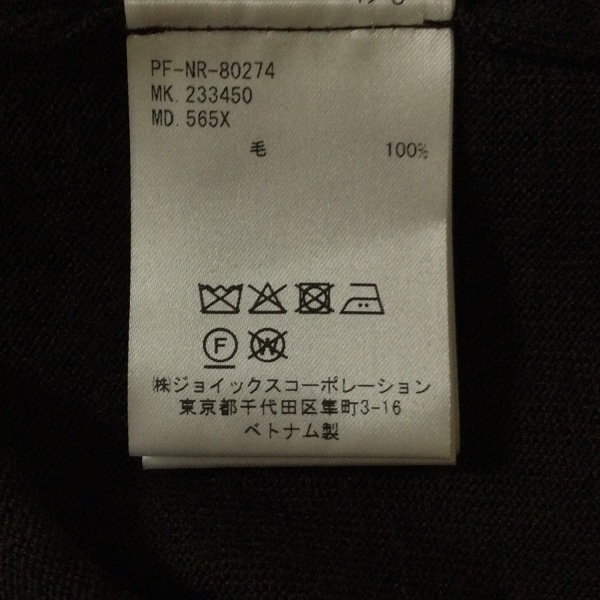 PF-NR-80274
MK. 233450
MD. 565X
毛 100%
F W
㈱ジョイックスコーポレーション
東京都千代田区隼町3-16
ベトナム製